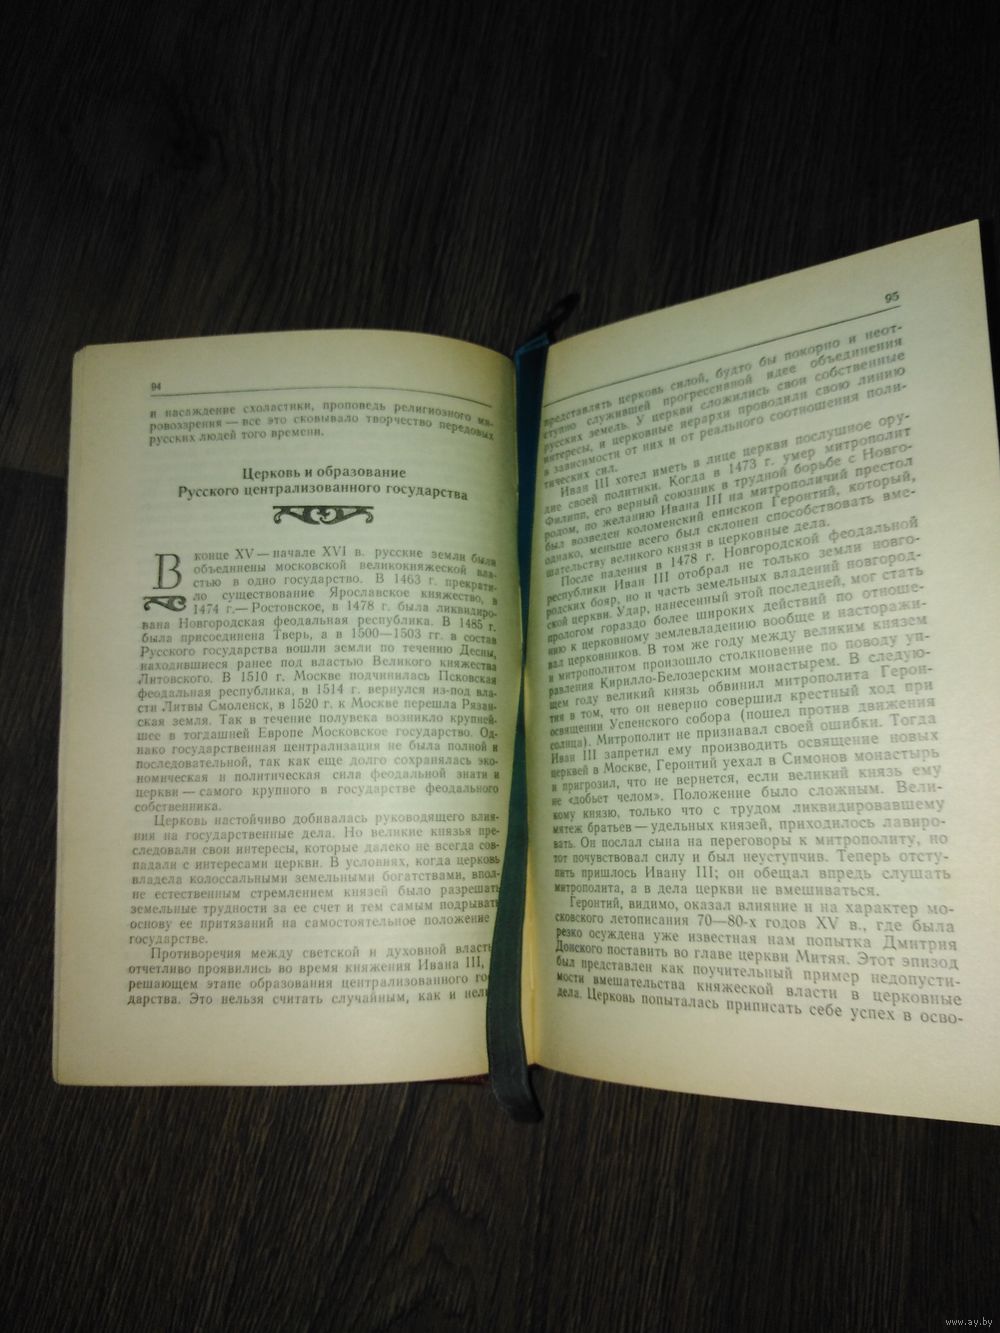 94
и насаждение схоластики, проповедь религиозного ми-
ровоззрения — все это сковывало творчество передовых
русских людей того времени.
Церковь и образование
Русского централизованного государства
В конце XV — начале XVI в. русские земли были
объединены московской великокняжеской вла-
стью в одно государство. В 1463 г. прекрати-
ло существование Ярославское княжество, в
1474 г.— Ростовское, в 1478 г. была ликвидиро-
вана Новгородская феодальная республика. В 1485 г.
была присоединена Тверь, а в 1500—1503 гг. в состав
Русского государства вошли земли по течению Десны,
находившиеся ранее под властью Великого княжества
Литовского. В 1510 г. Москве подчинилась Псковская
феодальная республика, в 1514 г. вернулся из-под вла-
сти Литвы Смоленск, в 1520 г. к Москве перешла Рязан-
ская земля. Так в течение полувека возникло крупней-
шее в тогдашней Европе Московское государство. Од-
нако государственная централизация не была полной и
последовательной, так как еще долго сохранялась эко-
номическая и политическая сила феодальной знати и
церкви — самого крупного в государстве феодального
собственника.
Церковь настойчиво добивалась руководящего влия-
ния на государственные дела. Но великие князья пре-
следовали свои интересы, которые далеко не всегда сов-
падали с интересами церкви. В условиях, когда церковь
владела колоссальными земельными богатствами, впол-
не естественным стремлением князей было разрешать
земельные трудности за ее счет и тем самым подрывать
основу ее притязаний на самостоятельное положение
государстве.
Противоречия между светской и духовной власть
отчетливо проявились во время княжения Ивана III,
решающем этапе образования централизованного го
дарства. Это нельзя считать случайным, как и нель
95
представлять церковь силой, будто бы покорно и неот-
ступно служившей прогрессивной идее объединения
русских земель. У церкви сложились свои собственные
интересы, и церковные иерархи проводили свою линию
в зависимости от них и от реального соотношения поли-
тических сил.
Иван III хотел иметь в лице церкви послушное ору-
дие своей политики. Когда в 1473 г. умер митрополит
Филипп, его верный союзник в трудной борьбе с Новго-
родом, по желанию Ивана III на митрополичий престол
был возведен коломенский епископ Геронтий, который,
однако, меньше всего был склонен способствовать вме-
шательству великого князя в церковные дела.
После падения в 1478 г. Новгородской феодальной
республики Иван III отобрал не только земли новго-
родских бояр, но и часть земельных владений новгород-
ской церкви. Удар, нанесенный этой последней, мог стать
прологом гораздо более широких действий по отноше-
нию к церковному землевладению вообще и насторажи-
вал церковников. В том же году между великим князем
и митрополитом произошло столкновение по поводу уп-
равления Кирилло-Белозерским монастырем. В следую-
щем году великий князь обвинил митрополита Герон-
тия в том, что он неверно совершил крестный ход при
освящении Успенского собора (пошел против движения
солнца). Митрополит не признавал своей ошибки. Тогда
Иван III запретил ему производить освящение новых
церквей в Москве, Геронтий уехал в Симонов монастырь
и пригрозил, что не вернется, если великий князь ему
не «добьет челом». Положение было сложным. Вели-
кому князю, только что с трудом ликвидировавшему
мятеж братьев — удельных князей, приходилось лавиро-
вать. Он послал сына на переговоры к митрополиту, но
тот почувствовал силу и был неуступчив. Теперь отсту-
пить пришлось Ивану III; он обещал впредь слушать
митрополита, а в дела церкви не вмешиваться.
Геронтий, видимо, оказал влияние и на характер мо-
сковского летописания 70—80-х годов XV в., где была
резко осуждена уже известная нам попытка Дмитрия
Донского поставить во главе церкви Митяя. Этот эпизод
был представлен как поучительный пример недопусти-
мости вмешательства княжеской власти в церковные
дела. Церковь попыталась приписать себе успех в осво-
www.ay.by